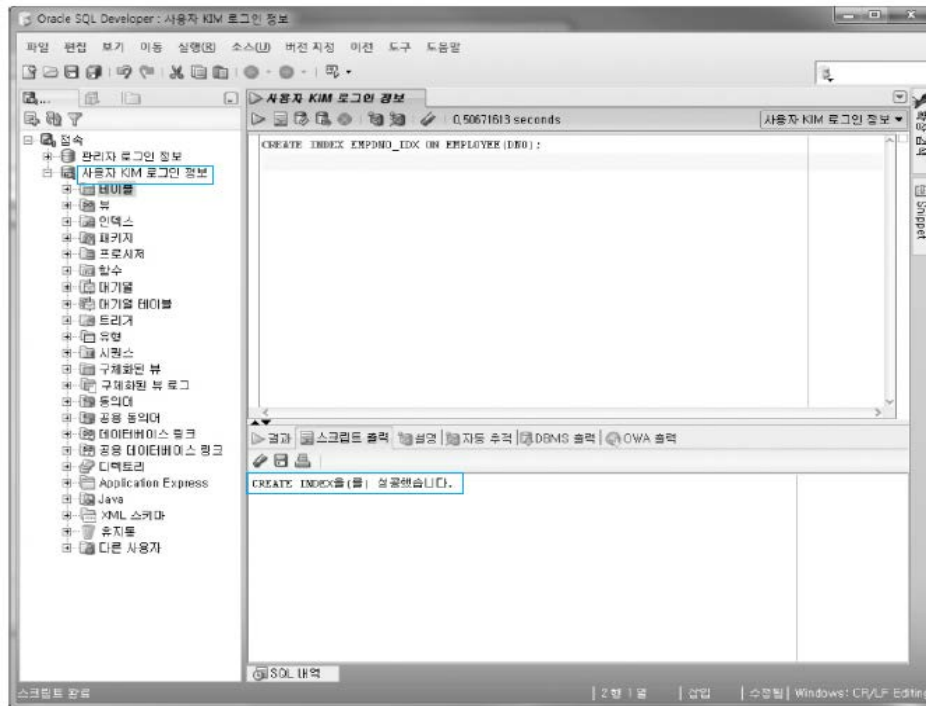 Oracle SQL Developer : 사용자 KIM 로그인 정보
파일 편집 보기 이동 실행(R) 소스(U) 버전 지정 이전 도구 도움말
사용자 KIM 로그인 정보
0,50671613 seconds
사용자 KIM 로그인 정보
접속
관리자 로그인 정보
사용자 KIM 로그인 정보
테이블
뷰
인덱스
패키지
프로시저
함수
대기열
대기열 테이블
트리거
유형
시퀀스
구체화된 뷰
구체화된 뷰 로그
동의어
공용 동의어
데이터베이스 링크
공용 데이터베이스 링크
디렉토리
Application Express
Java
XML 스키마
휴지통
다른 사용자
CREATE INDEX EMPDNO_IDX ON EMPLOYEE(DNO);
Snippet
결과 스크립트 출력 설명 자동 추적 DBMS 출력 OWA 출력
CREATE INDEX을(를) 성공했습니다.
SQL 내역
스크립트 완료
2 행 1 열 삽입 수정됨 Windows: CR/LF Editing